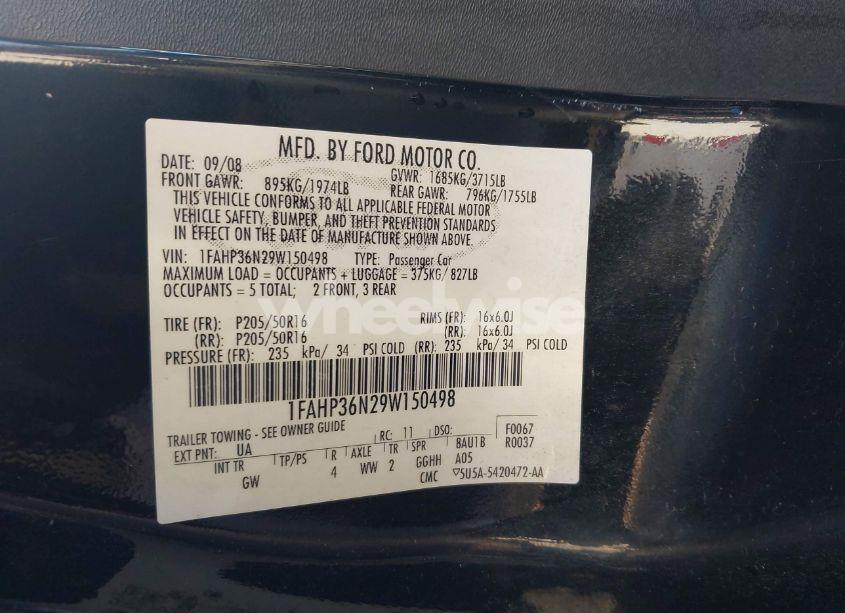 MFD. BY FORD MOTOR CO.
DATE: 09/08 GVWR: 1685KG/3715LB
FRONT GAWR: 895KG/1974LB REAR GAWR: 796KG/1755LB
THIS VEHICLE CONFORMS TO ALL APPLICABLE FEDERAL MOTOR
VEHICLE SAFETY, BUMPER, AND THEFT PREVENTION STANDARDS
IN EFFECT ON THE DATE OF MANUFACTURE SHOWN ABOVE.
VIN: 1FAHP36N29W150498 TYPE: Passenger Car
MAXIMUM LOAD = OCCUPANTS + LUGGAGE = 375KG/ 827LB
OCCUPANTS = 5 TOTAL; 2 FRONT, 3 REAR
wheelwise
TIRE (FR): P205/50R16 RIMS (FR): 16x6.0J
(RR): P205/50R16 (RR): 16x6.0J
PRESSURE (FR): 235 kPa/ 34 PSI COLD (RR): 235 kPa/ 34 PSI COLD
1FAHP36N29W150498
TRAILER TOWING - SEE OWNER GUIDE RC: 11 DSO: F0067
EXT PNT: UA R0037
INT TR TP/PS R AXLE TR SPR BAU1B
GW 4 WW 2 GGHH A05
CMC ▽5U5A-5420472-AA